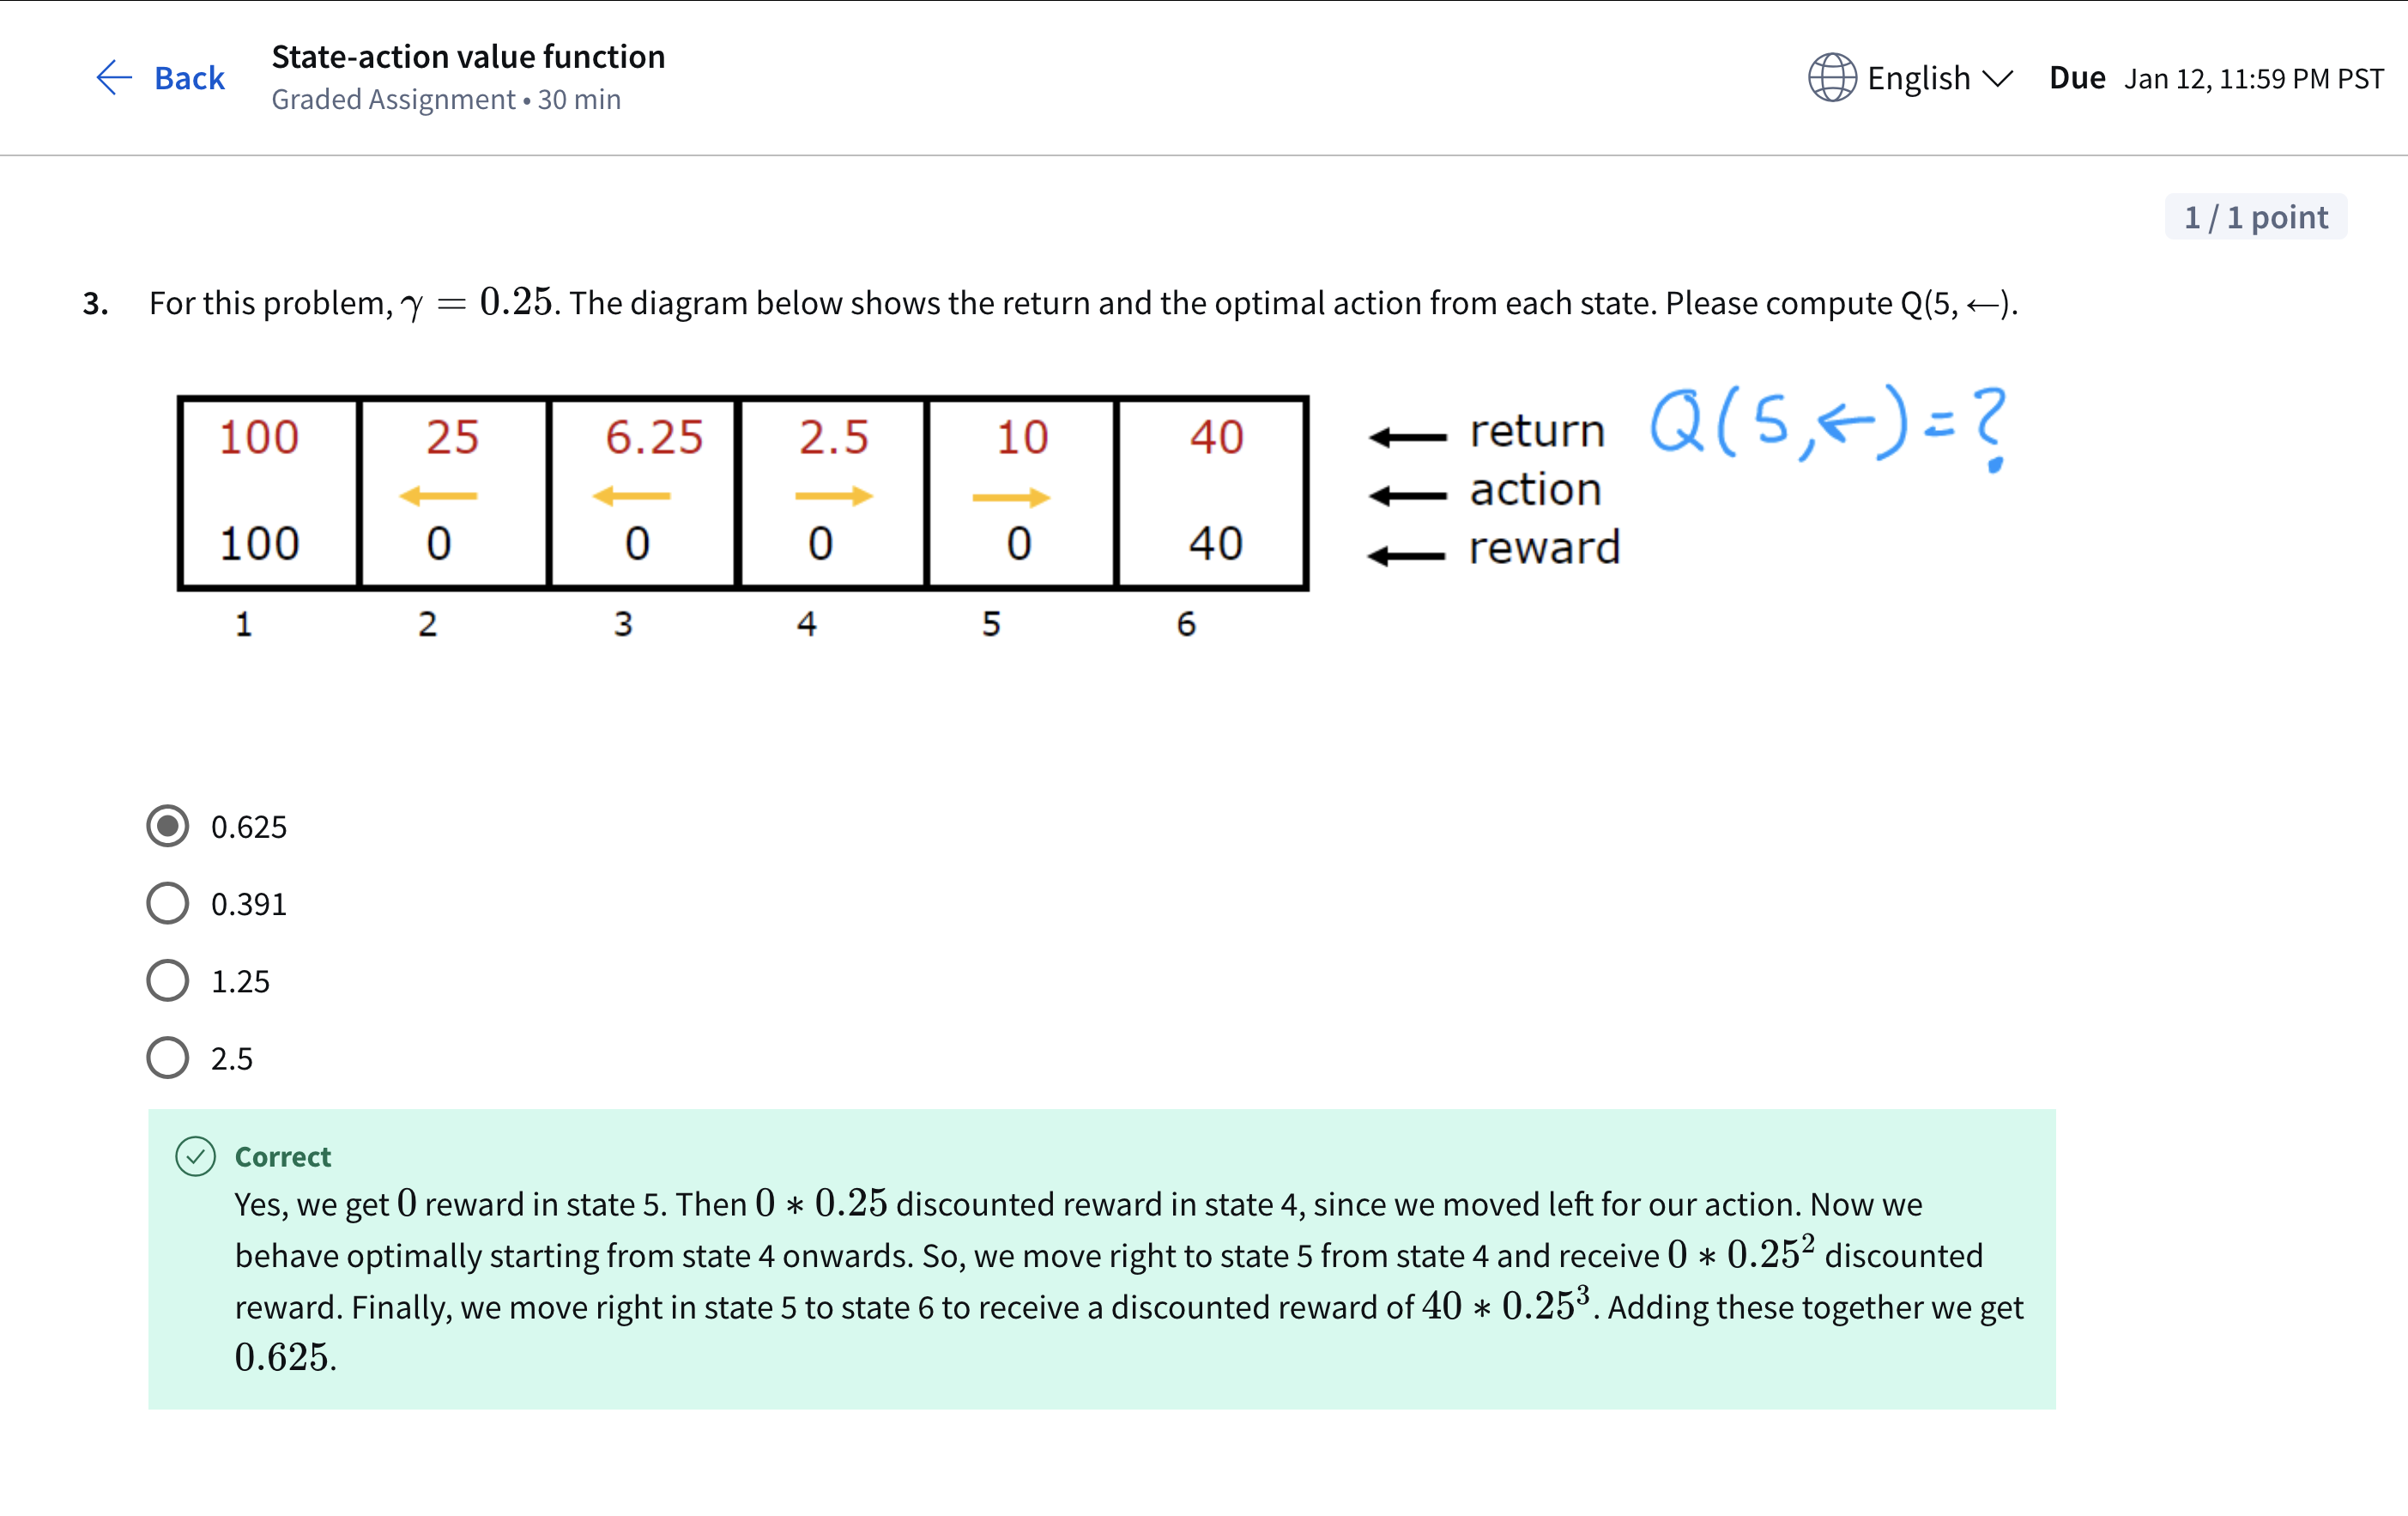 Back
State-action value function
Graded Assignment • 30 min
English
Due Jan 12, 11:59 PM PST
1 / 1 point
3. For this problem, γ = 0.25. The diagram below shows the return and the optimal action from each state. Please compute Q(5, ←).
100 25 6.25 2.5 10 40 ← return Q(5,←)=?
← ← → → ← action
100 0 0 0 0 40 ← reward
1 2 3 4 5 6
0.625
0.391
1.25
2.5
Correct
Yes, we get 0 reward in state 5. Then 0 ∗ 0.25 discounted reward in state 4, since we moved left for our action. Now we
behave optimally starting from state 4 onwards. So, we move right to state 5 from state 4 and receive 0 ∗ 0.25² discounted
reward. Finally, we move right in state 5 to state 6 to receive a discounted reward of 40 ∗ 0.25³. Adding these together we get
0.625.